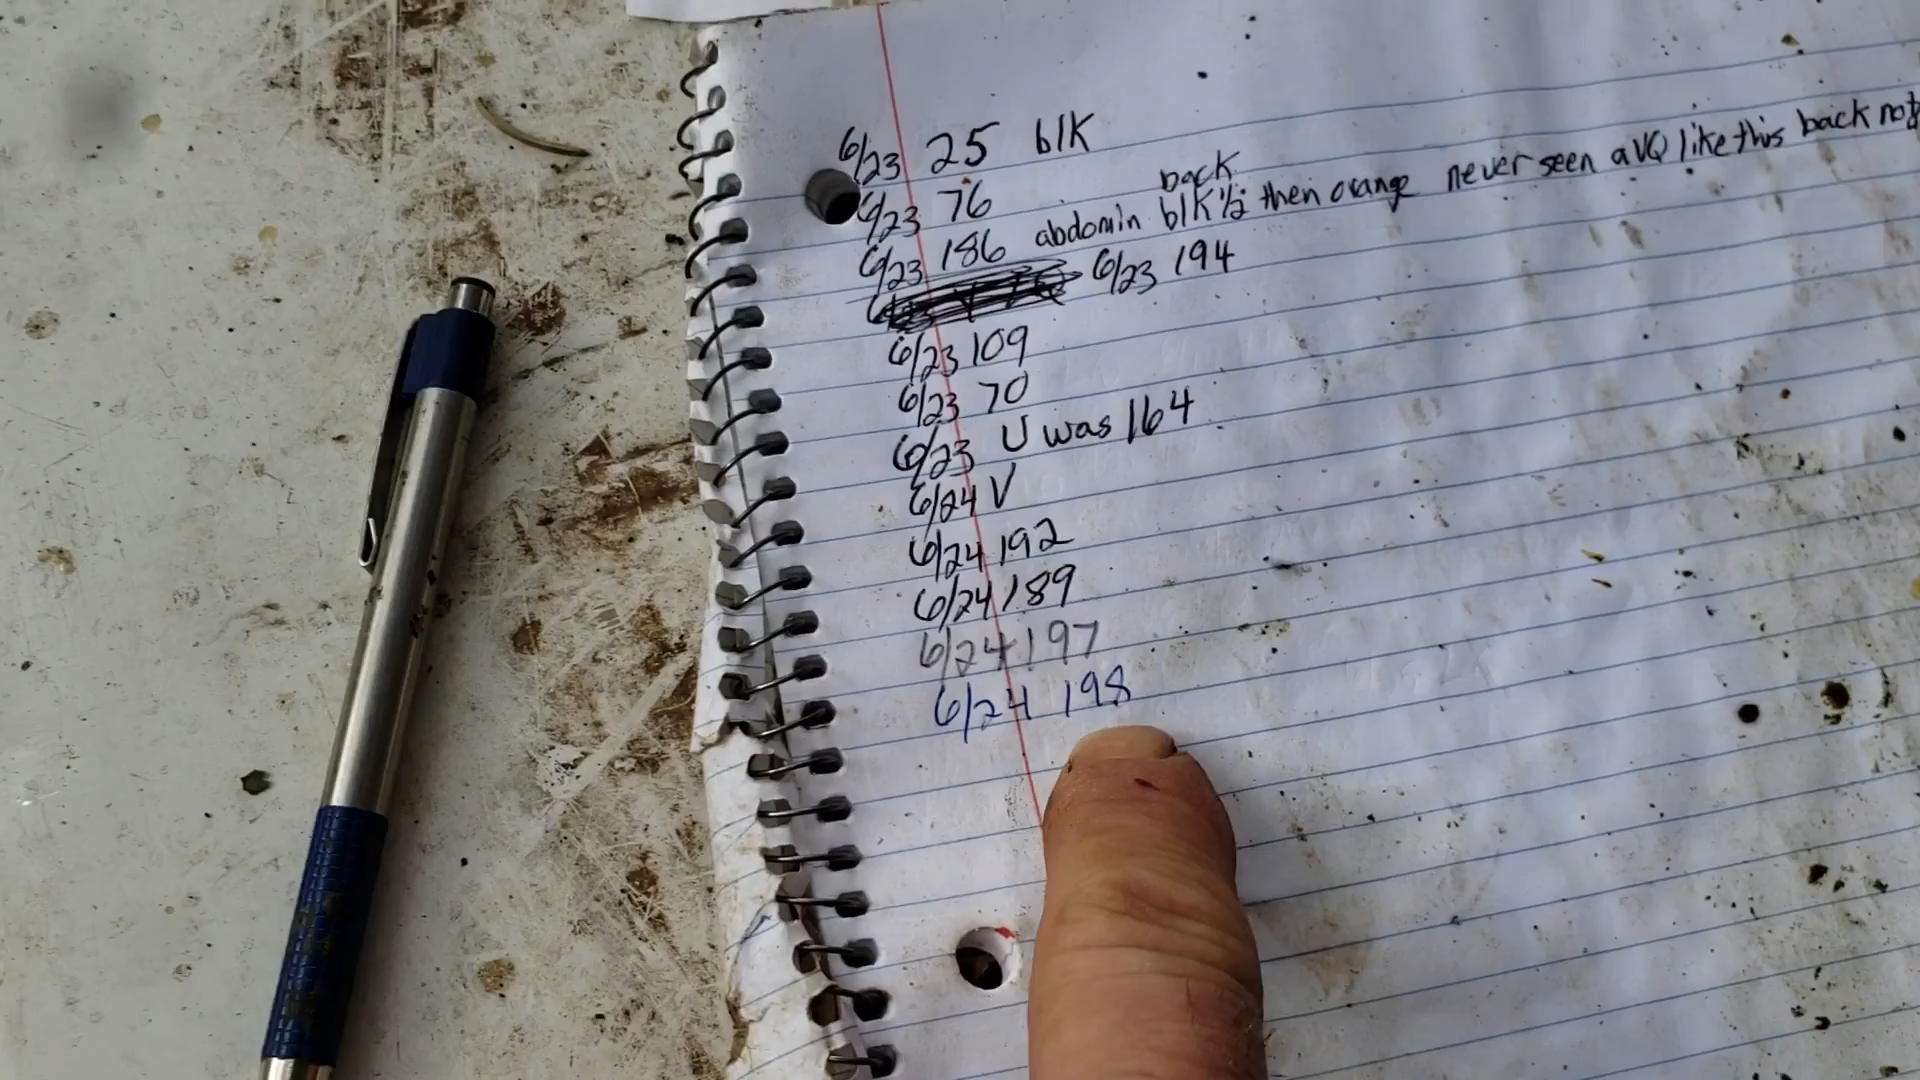 6/23 25 blk
6/23 76
back
6/23 186 abdomin blk 1/2 then orange never seen a VQ like this back not
6/23 194
6/23 109
6/23 70
6/23 U was 164
6/24 V
6/24 192
6/24 189
6/24 197
6/24 198